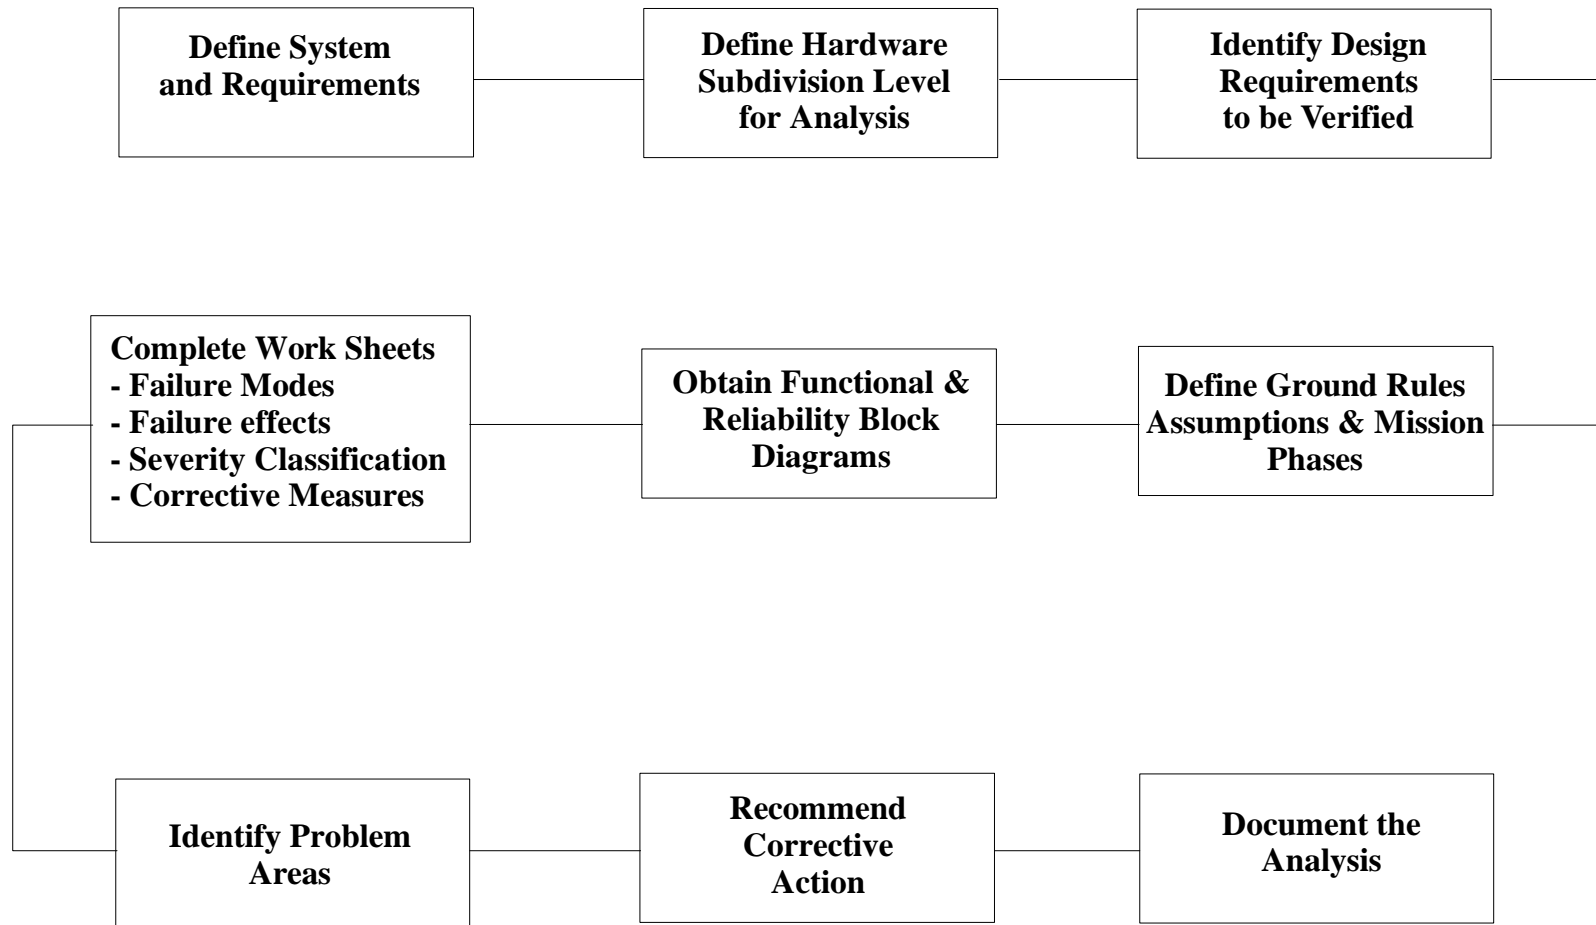 Define System
and Requirements
Define Hardware
Subdivision Level
for Analysis
Identify Design
Requirements
to be Verified
Complete Work Sheets
- Failure Modes
- Failure effects
- Severity Classification
- Corrective Measures
Obtain Functional &
Reliability Block
Diagrams
Define Ground Rules
Assumptions & Mission
Phases
Identify Problem
Areas
Recommend
Corrective
Action
Document the
Analysis